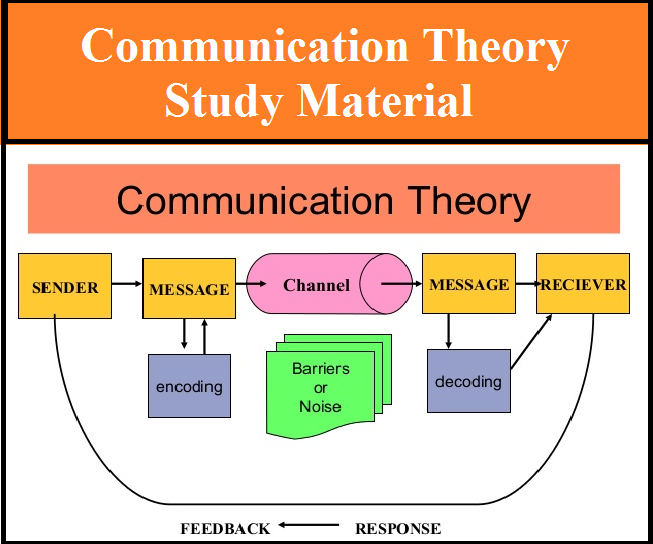 Communication Theory
Study Material
Communication Theory
SENDER
MESSAGE
Channel
MESSAGE
RECIEVER
encoding
Barriers
or
Noise
decoding
FEEDBACK
RESPONSE